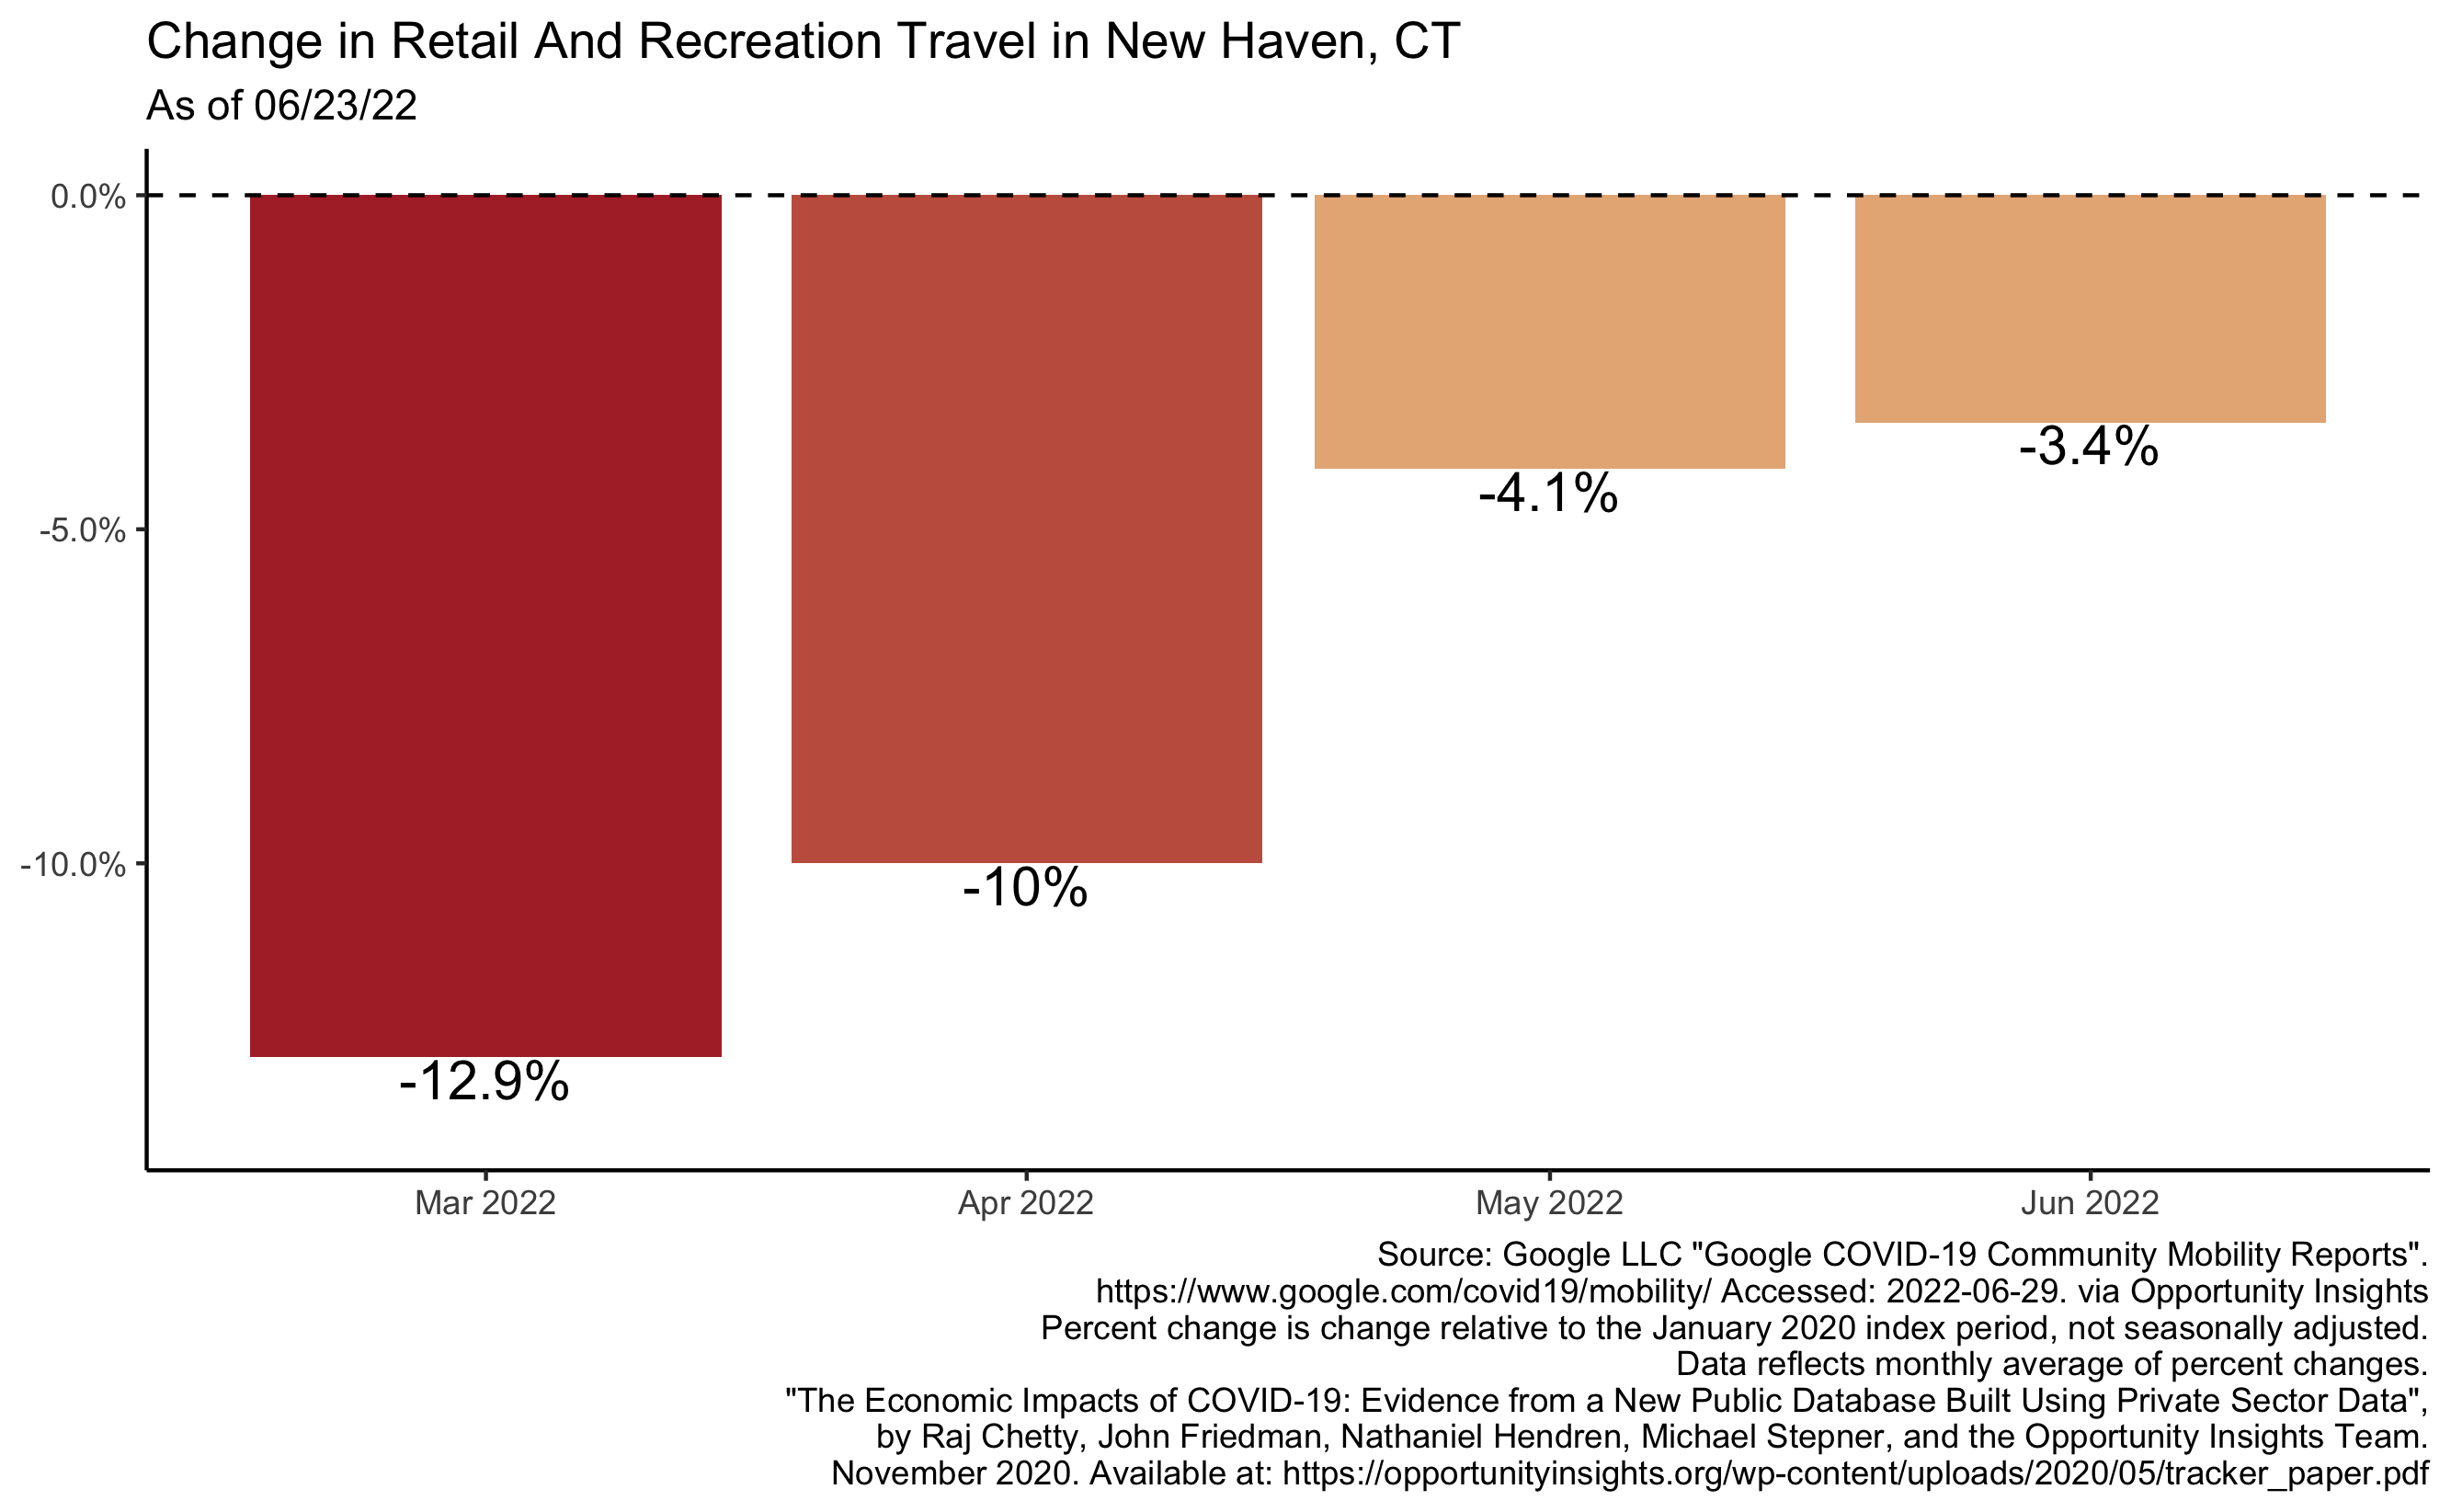 Change in Retail And Recreation Travel in New Haven, CT
As of 06/23/22
0.0%
-5.0%
-10.0%
-12.9%
-10%
-4.1%
-3.4%
Mar 2022
Apr 2022
May 2022
Jun 2022
Source: Google LLC "Google COVID-19 Community Mobility Reports".
https://www.google.com/covid19/mobility/ Accessed: 2022-06-29. via Opportunity Insights
Percent change is change relative to the January 2020 index period, not seasonally adjusted.
Data reflects monthly average of percent changes.
"The Economic Impacts of COVID-19: Evidence from a New Public Database Built Using Private Sector Data",
by Raj Chetty, John Friedman, Nathaniel Hendren, Michael Stepner, and the Opportunity Insights Team.
November 2020. Available at: https://opportunityinsights.org/wp-content/uploads/2020/05/tracker_paper.pdf